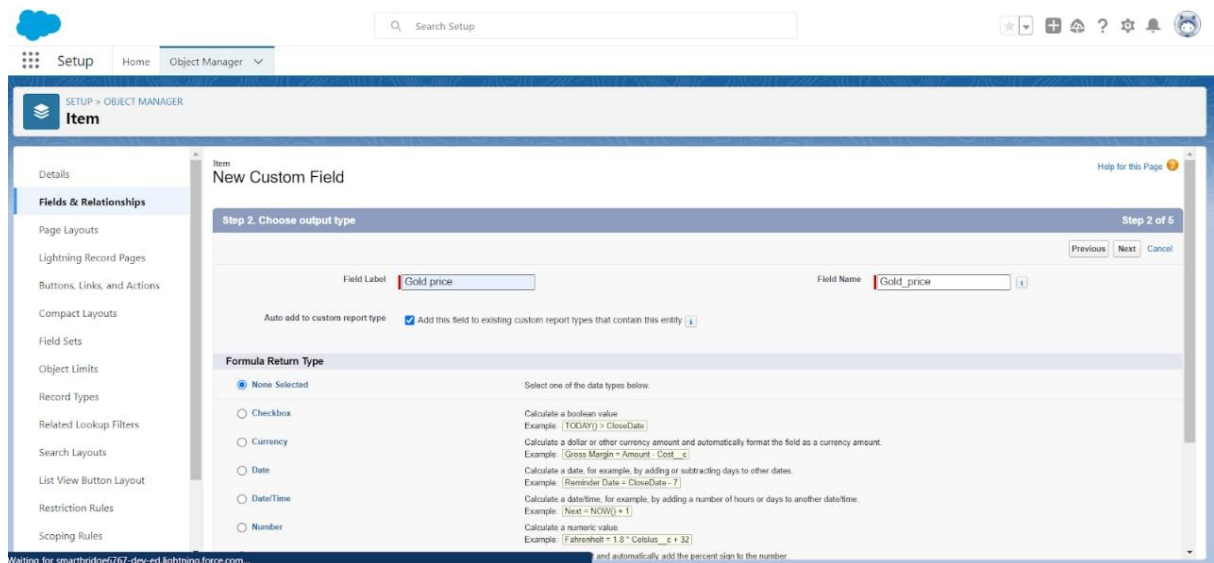 Search Setup
Setup
Home
Object Manager
SETUP > OBJECT MANAGER
Item
Details
Fields & Relationships
Page Layouts
Lightning Record Pages
Buttons, Links, and Actions
Compact Layouts
Field Sets
Object Limits
Record Types
Related Lookup Filters
Search Layouts
List View Button Layout
Restriction Rules
Scoping Rules
Item
New Custom Field
Help for this Page ?
Step 2. Choose output type Step 2 of 5
Previous Next Cancel
Field Label Gold price Field Name Gold_price i
Auto add to custom report type Add this field to existing custom report types that contain this entity i
Formula Return Type
None Selected Select one of the data types below.
Checkbox Calculate a boolean value
Example: TODAY() > CloseDate
Currency Calculate a dollar or other currency amount and automatically format the field as a currency amount.
Example: Gross Margin = Amount - Cost__c
Date Calculate a date, for example, by adding or subtracting days to other dates.
Example: Reminder Date = CloseDate - 7
Date/Time Calculate a date/time, for example, by adding a number of hours or days to another date/time.
Example: Next = NOW() + 1
Number Calculate a numeric value.
Example: Fahrenheit = 1.8 * Celsius__c + 32
and automatically add the percent sign to the number.
Waiting for smartbridge6767-dev-ed.lightning.force.com...